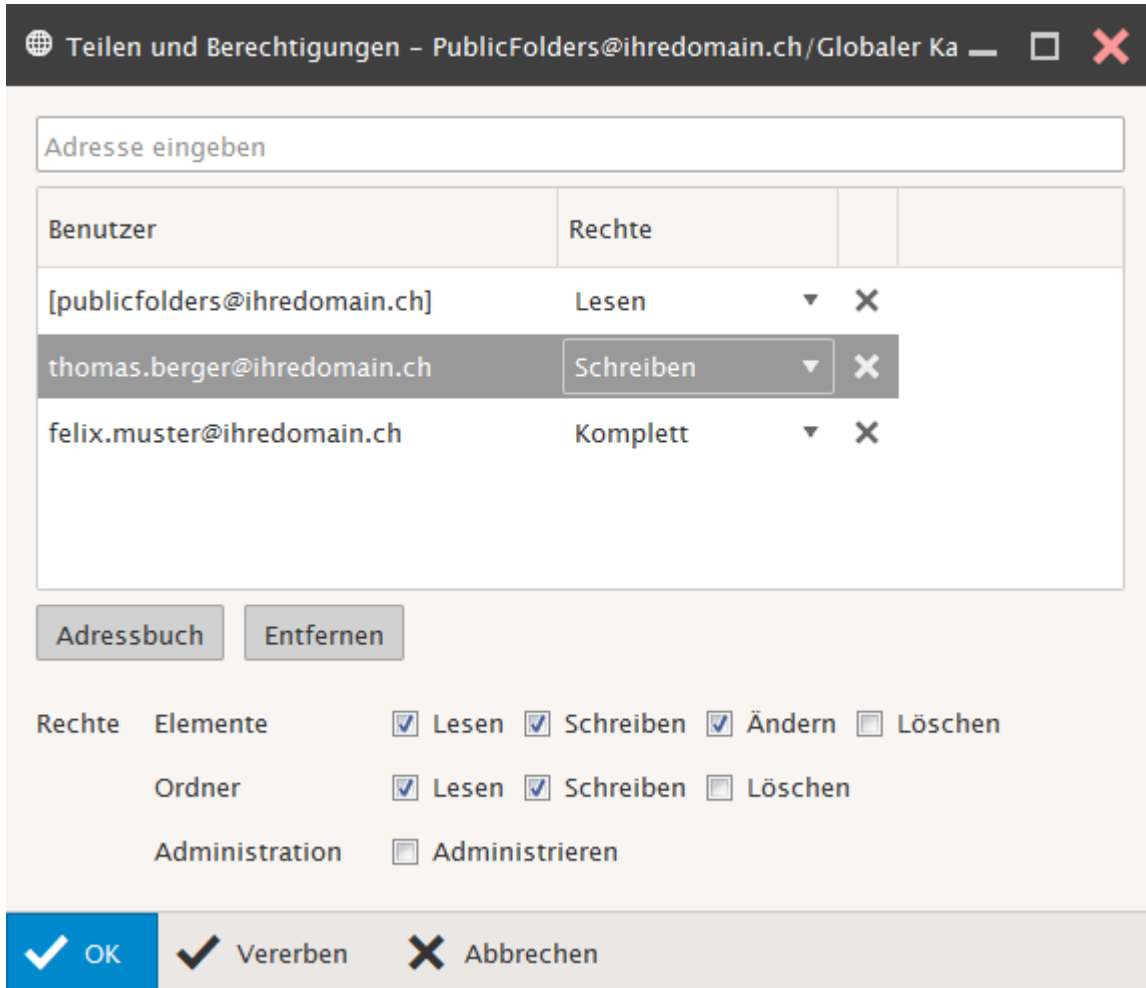 Teilen und Berechtigungen – PublicFolders@ihredomain.ch/Globaler Ka
Adresse eingeben
Benutzer Rechte
[publicfolders@ihredomain.ch] Lesen
thomas.berger@ihredomain.ch Schreiben
felix.muster@ihredomain.ch Komplett
Adressbuch Entfernen
Rechte Elemente Lesen Schreiben Ändern Löschen
Ordner Lesen Schreiben Löschen
Administration Administrieren
OK Vererben Abbrechen